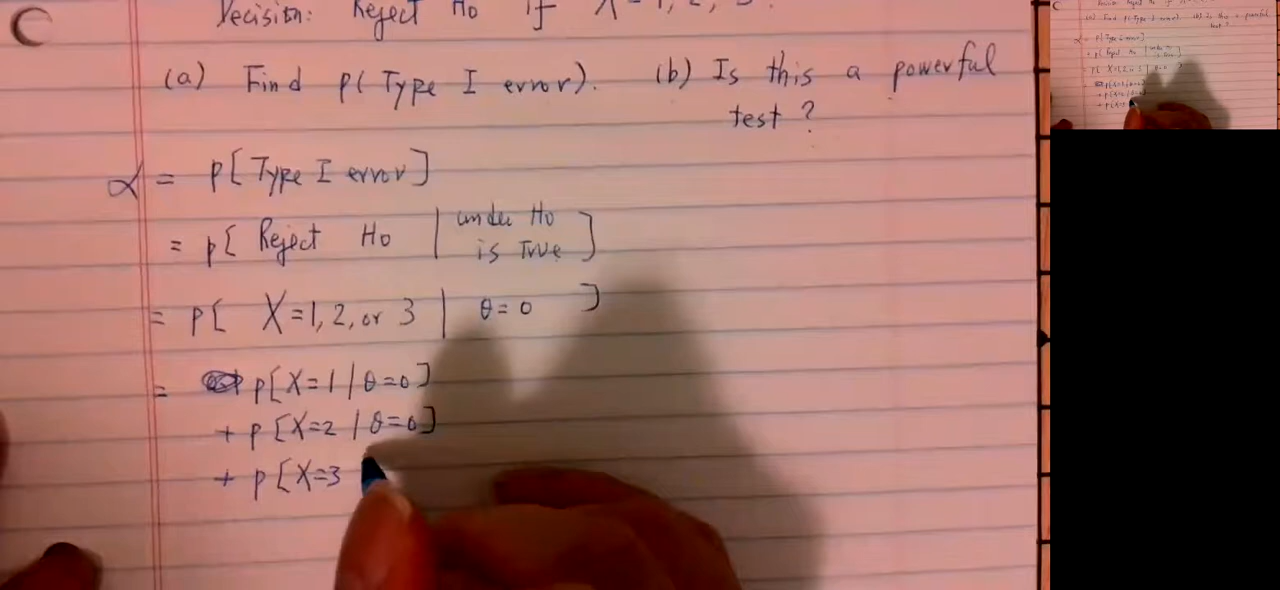 Decision: Reject Ho if X = 1, 2, 3.
(a) Find p(Type I error). (b) Is this a powerful
test ?
α = p[Type I error]
= p[ Reject Ho | under Ho
is True ]
= p[ X=1, 2, or 3 | θ=0 ]
= p[X=1 | θ=0]
+ p[X=2 | θ=0]
+ p[X=3